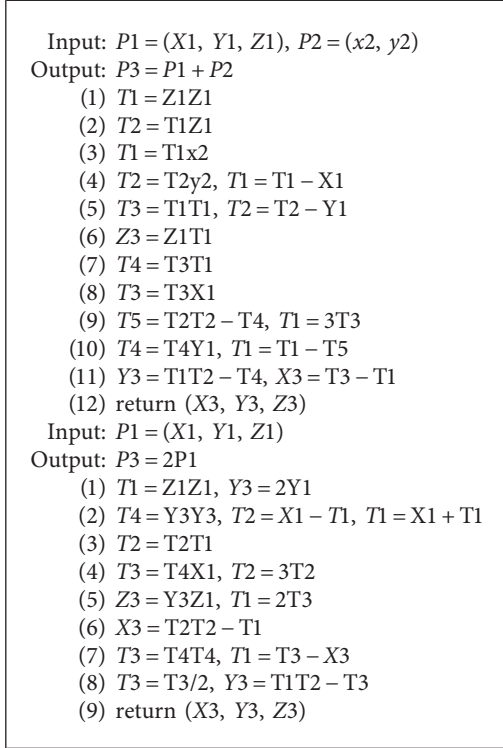 Input: P1 = (X1, Y1, Z1), P2 = (x2, y2)
Output: P3 = P1 + P2
(1) T1 = Z1Z1
(2) T2 = T1Z1
(3) T1 = T1x2
(4) T2 = T2y2, T1 = T1 − X1
(5) T3 = T1T1, T2 = T2 − Y1
(6) Z3 = Z1T1
(7) T4 = T3T1
(8) T3 = T3X1
(9) T5 = T2T2 − T4, T1 = 3T3
(10) T4 = T4Y1, T1 = T1 − T5
(11) Y3 = T1T2 − T4, X3 = T3 − T1
(12) return (X3, Y3, Z3)
Input: P1 = (X1, Y1, Z1)
Output: P3 = 2P1
(1) T1 = Z1Z1, Y3 = 2Y1
(2) T4 = Y3Y3, T2 = X1 − T1, T1 = X1 + T1
(3) T2 = T2T1
(4) T3 = T4X1, T2 = 3T2
(5) Z3 = Y3Z1, T1 = 2T3
(6) X3 = T2T2 − T1
(7) T3 = T4T4, T1 = T3 − X3
(8) T3 = T3/2, Y3 = T1T2 − T3
(9) return (X3, Y3, Z3)